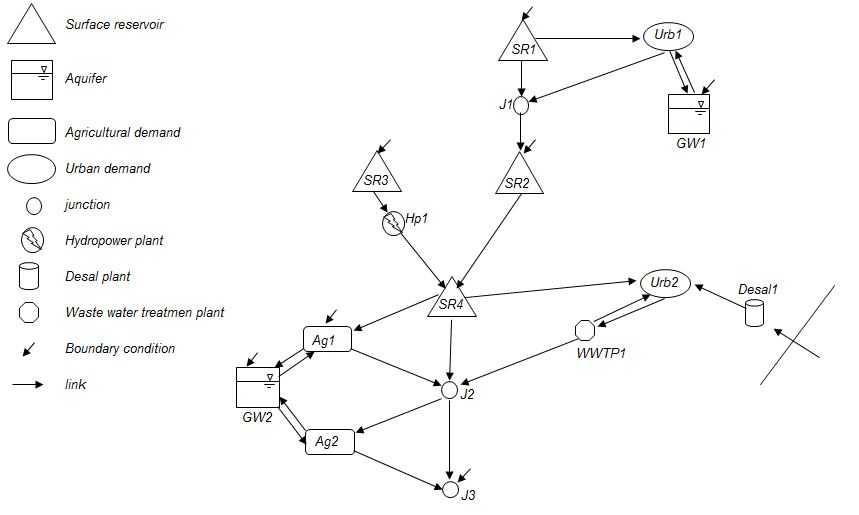 Surface reservoir
Aquifer
Agricultural demand
Urban demand
junction
Hydropower plant
Desal plant
Waste water treatmen plant
Boundary condition
link
SR1
Urb1
J1
GW1
SR3
SR2
Hp1
SR4
Urb2
Desal1
Ag1
WWTP1
GW2
J2
Ag2
J3